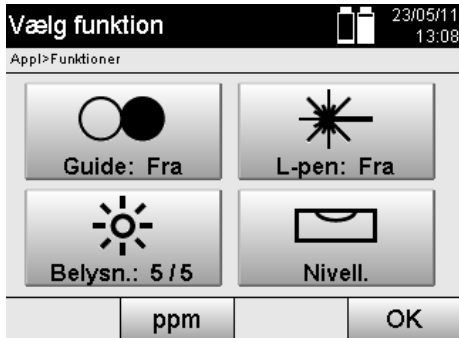 Vælg funktion
23/05/11
13:08
Appl>Funktioner
Guide: Fra
L-pen: Fra
Belysn.: 5/5
Nivell.
ppm
OK